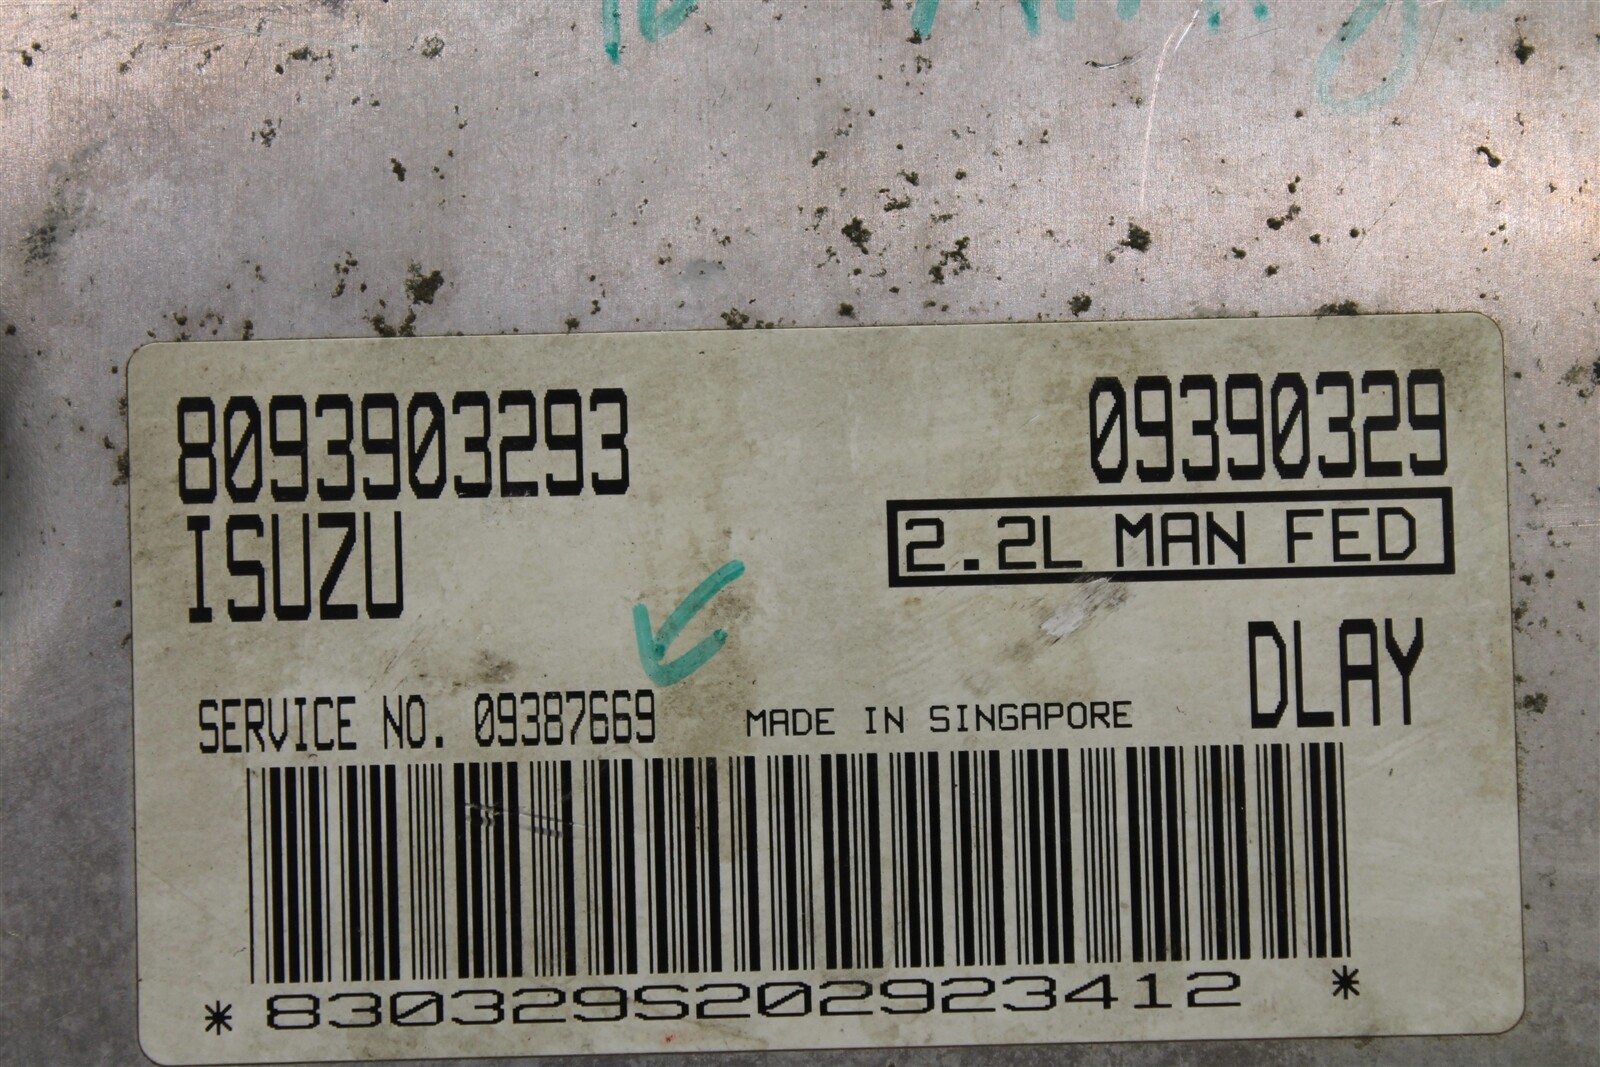 8093903293
09390329
ISUZU
2.2L MAN FED
DLAY
SERVICE NO. 09387669
MADE IN SINGAPORE
*830329S202923412*